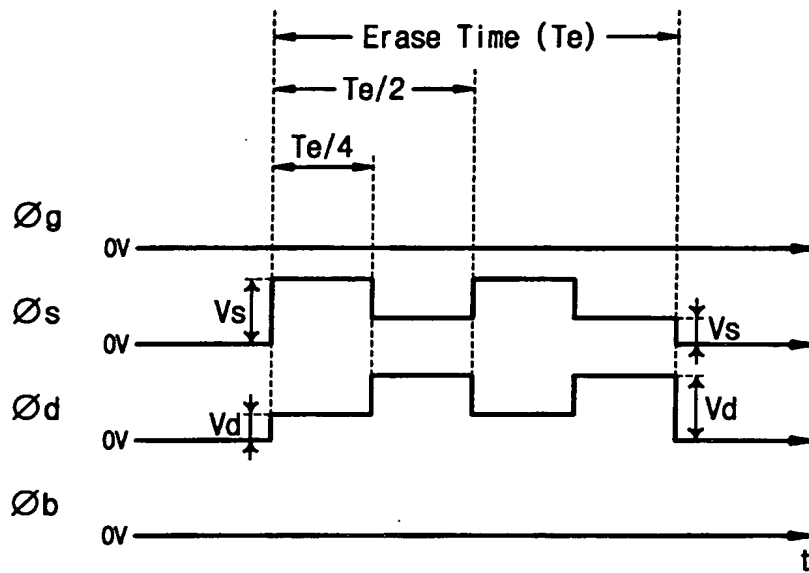 Erase Time (Te)
Te/2
Te/4
Øg
0V
Øs
Vs
Vs
0V
Ød
Vd
Vd
0V
Øb
0V
t